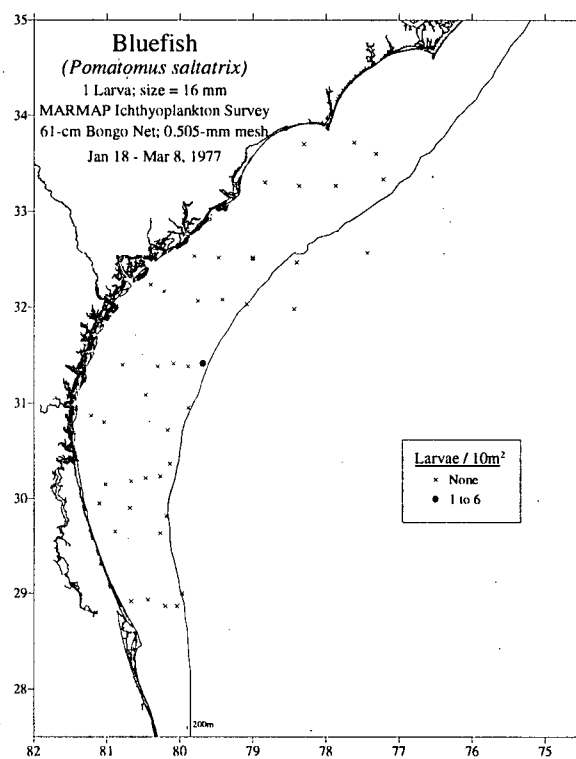 Bluefish
(Pomatomus saltatrix)
1 Larva; size = 16 mm
MARMAP Ichthyoplankton Survey
61-cm Bongo Net; 0.505-mm mesh
Jan 18 - Mar 8, 1977
35
34
33
32
31
30
29
28
Larvae / 10m²
× None
● 1 to 6
200m
82 81 80 79 78 77 76 75